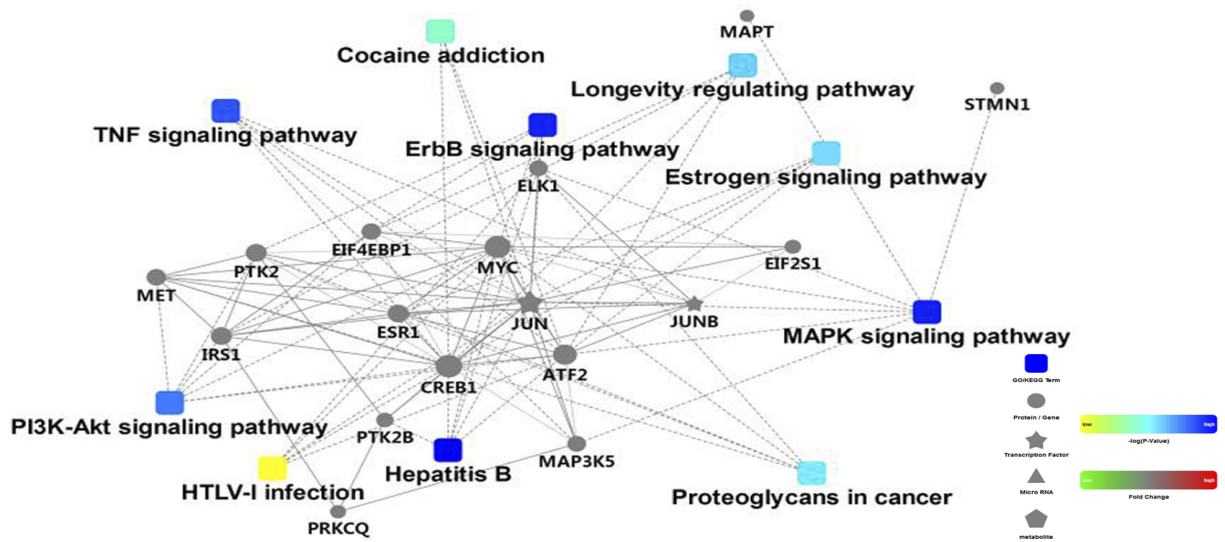 MAPT
Cocaine addiction
Longevity regulating pathway
STMN1
TNF signaling pathway
ErbB signaling pathway
Estrogen signaling pathway
ELK1
EIF4EBP1
PTK2
MYC
EIF2S1
MET
ESR1
JUN
JUNB
MAPK signaling pathway
IRS1
CREB1
ATF2
PI3K-Akt signaling pathway
PTK2B
MAP3K5
Hepatitis B
HTLV-I infection
Proteoglycans in cancer
PRKCQ
GO/KEGG Term
Protein / Gene
Transcription Factor
Micro RNA
metabolite
low high
-log(P-Value)
low high
Fold Change